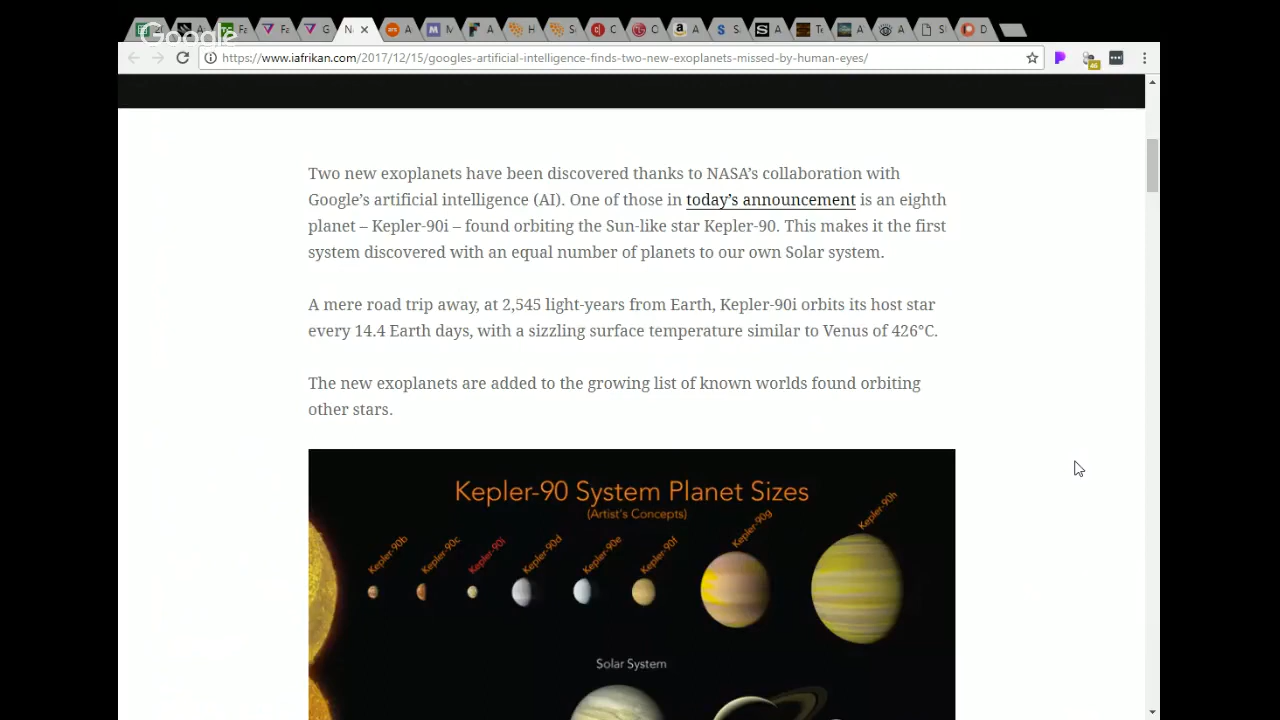 Google
https://www.iafrikan.com/2017/12/15/googles-artificial-intelligence-finds-two-new-exoplanets-missed-by-human-eyes/
Two new exoplanets have been discovered thanks to NASA’s collaboration with
Google’s artificial intelligence (AI). One of those in today’s announcement is an eighth
planet – Kepler-90i – found orbiting the Sun-like star Kepler-90. This makes it the first
system discovered with an equal number of planets to our own Solar system.
A mere road trip away, at 2,545 light-years from Earth, Kepler-90i orbits its host star
every 14.4 Earth days, with a sizzling surface temperature similar to Venus of 426°C.
The new exoplanets are added to the growing list of known worlds found orbiting
other stars.
Kepler-90 System Planet Sizes
(Artist's Concepts)
Kepler-90b
Kepler-90c
Kepler-90i
Kepler-90d
Kepler-90e
Kepler-90f
Kepler-90g
Kepler-90h
Solar System